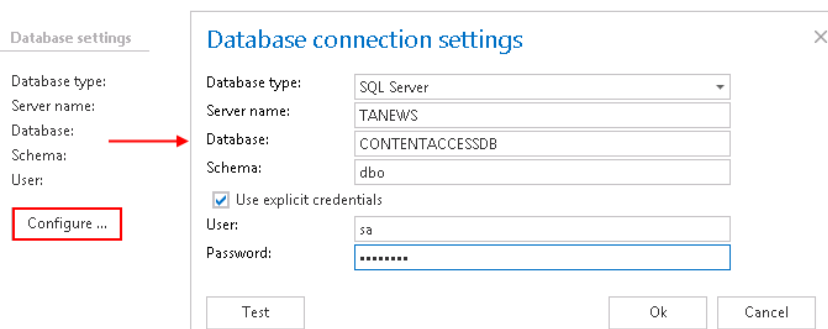 Database settings
Database type:
Server name:
Database:
Schema:
User:
Configure ...
Database connection settings
Database type:
SQL Server
Server name:
TANEWS
Database:
CONTENTACCESSDB
Schema:
dbo
Use explicit credentials
User:
sa
Password:
••••••••
Test
Ok
Cancel